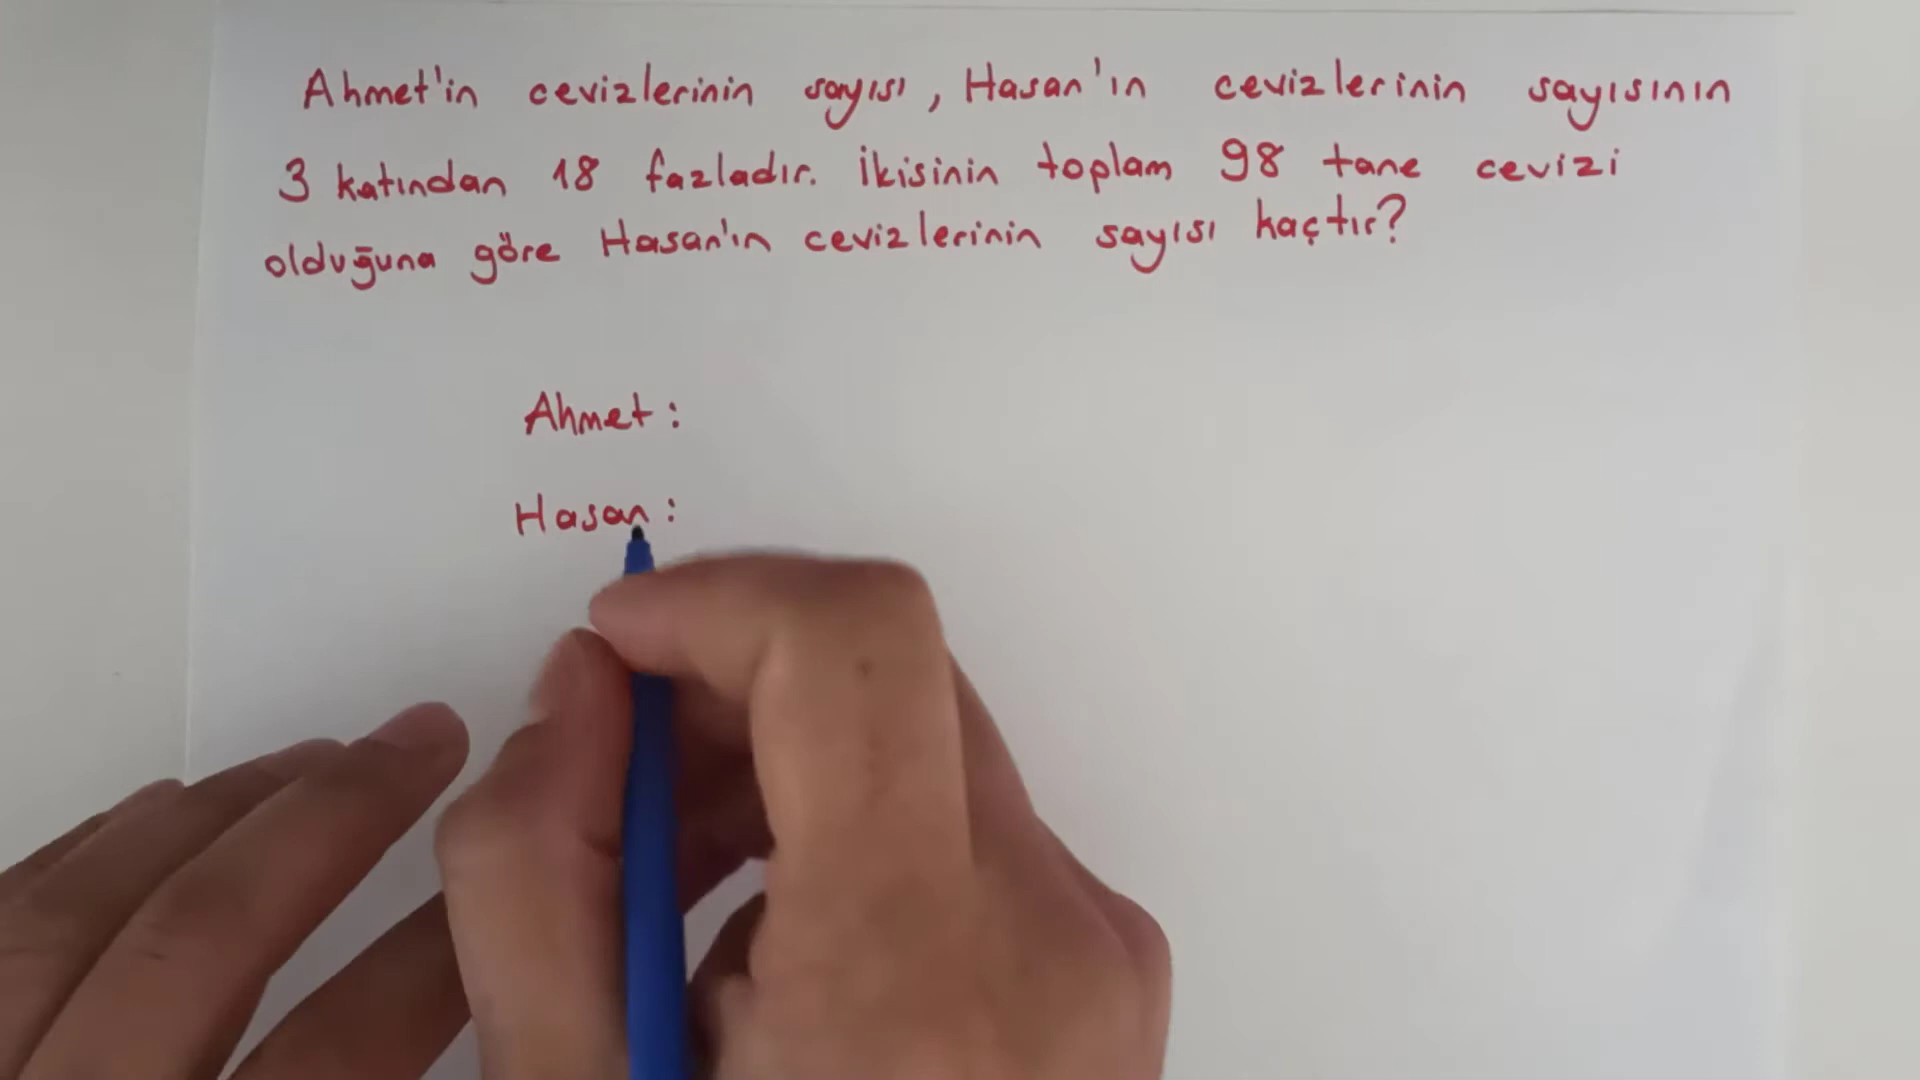 Ahmet'in cevizlerinin sayısı, Hasan'ın cevizlerinin sayısının
3 katından 18 fazladır. İkisinin toplam 98 tane cevizi
olduğuna göre Hasan'ın cevizlerinin sayısı kaçtır?
Ahmet :
Hasan :